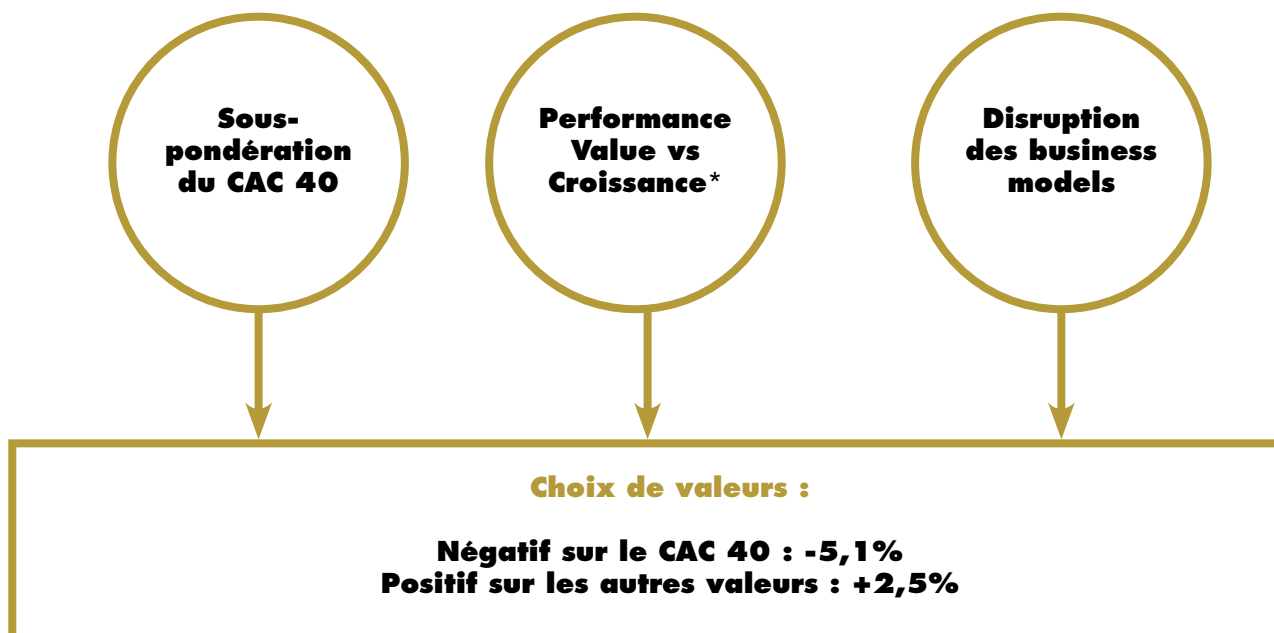 Sous-
pondération
du CAC 40
Performance
Value vs
Croissance*
Disruption
des business
models
Choix de valeurs :
Négatif sur le CAC 40 : -5,1%
Positif sur les autres valeurs : +2,5%